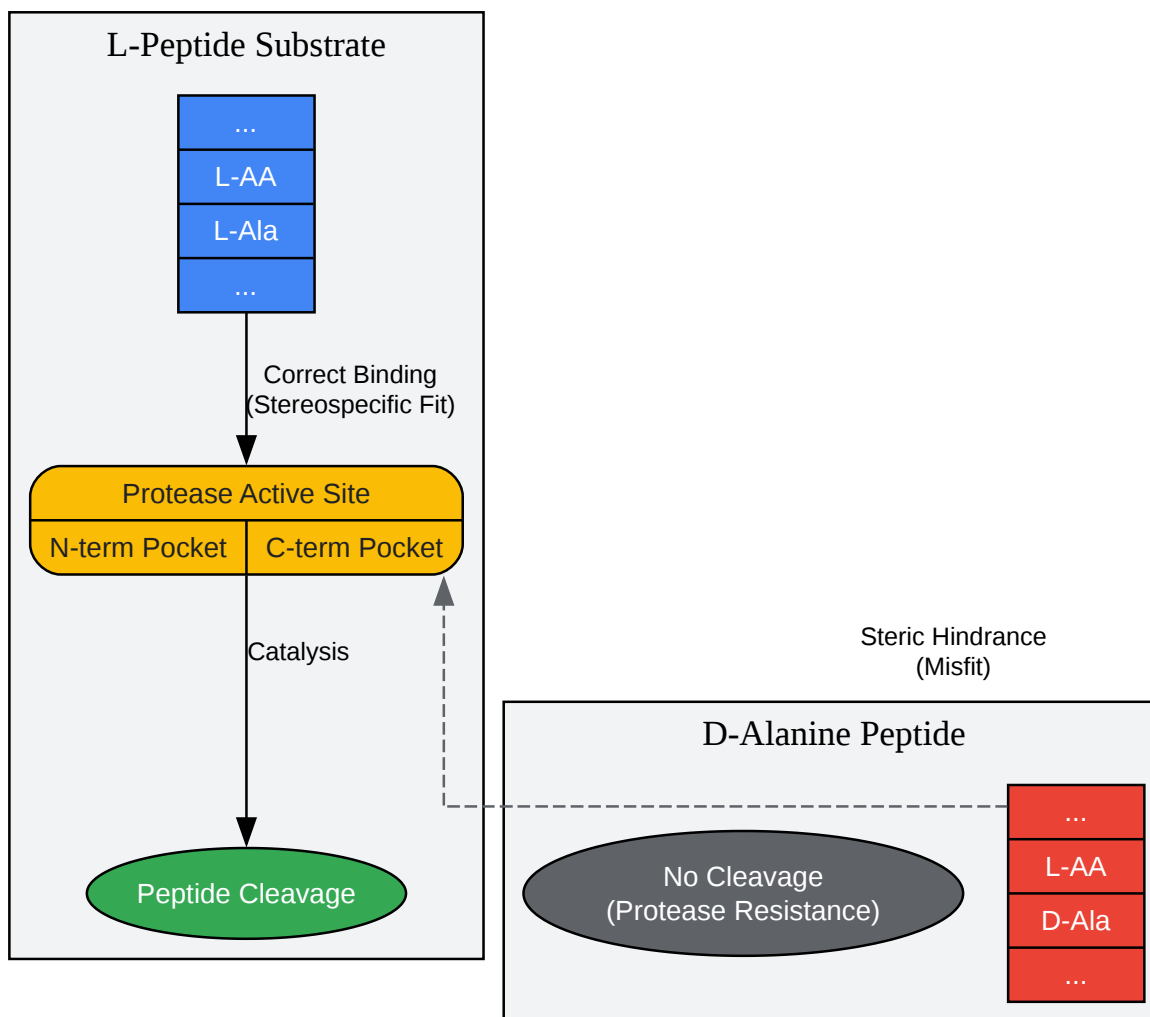 L-Peptide Substrate
...
L-AA
L-Ala
...
Correct Binding
(Stereospecific Fit)
Protease Active Site
N-term Pocket
C-term Pocket
Catalysis
Peptide Cleavage
Steric Hindrance
(Misfit)
D-Alanine Peptide
No Cleavage
(Protease Resistance)
...
L-AA
D-Ala
...